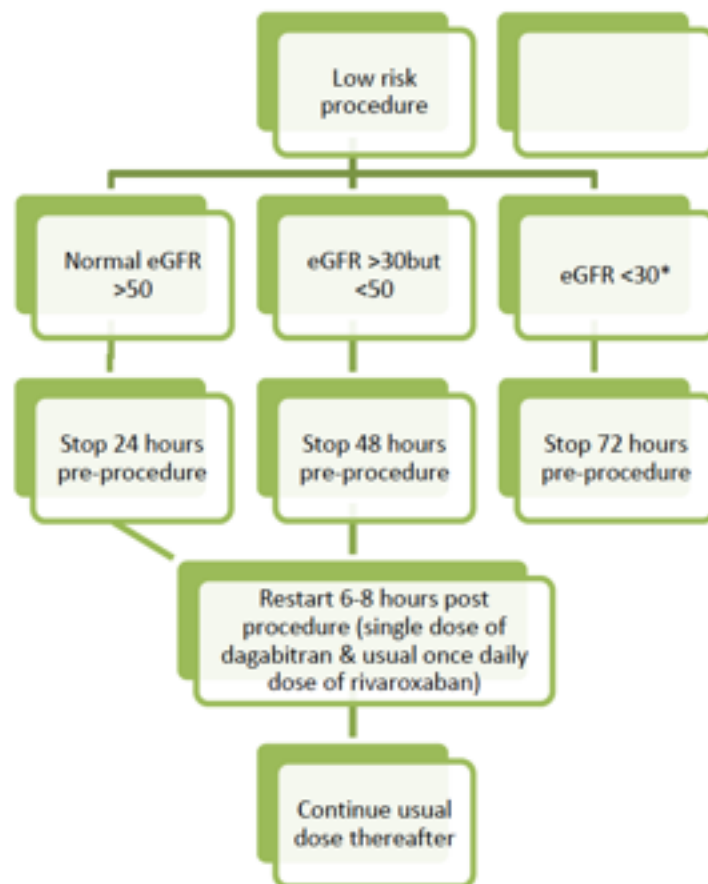 Low risk
procedure
Normal eGFR
>50
eGFR >30but
<50
eGFR <30*
Stop 24 hours
pre-procedure
Stop 48 hours
pre-procedure
Stop 72 hours
pre-procedure
Restart 6-8 hours post
procedure (single dose of
dagabitran & usual once daily
dose of rivaroxaban)
Continue usual
dose thereafter